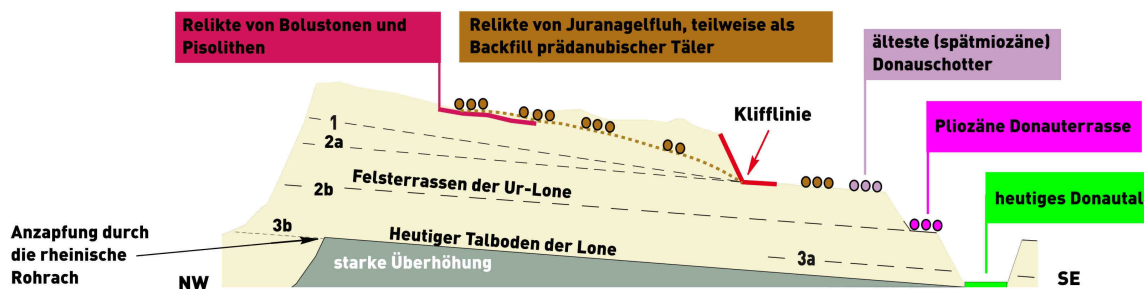 Relikte von Bolustonen und
Pisolithen
Relikte von Juranagelfluh, teilweise als
Backfill prädanubischer Täler
älteste (spätmiozäne)
Donauschotter
Klifflinie
Pliozäne Donauterrasse
1
2a
Felsterrassen der Ur-Lone
2b
heutiges Donautal
Anzapfung durch
die rheinische
Rohrach
3b
Heutiger Talboden der Lone
starke Überhöhung
3a
NW
SE